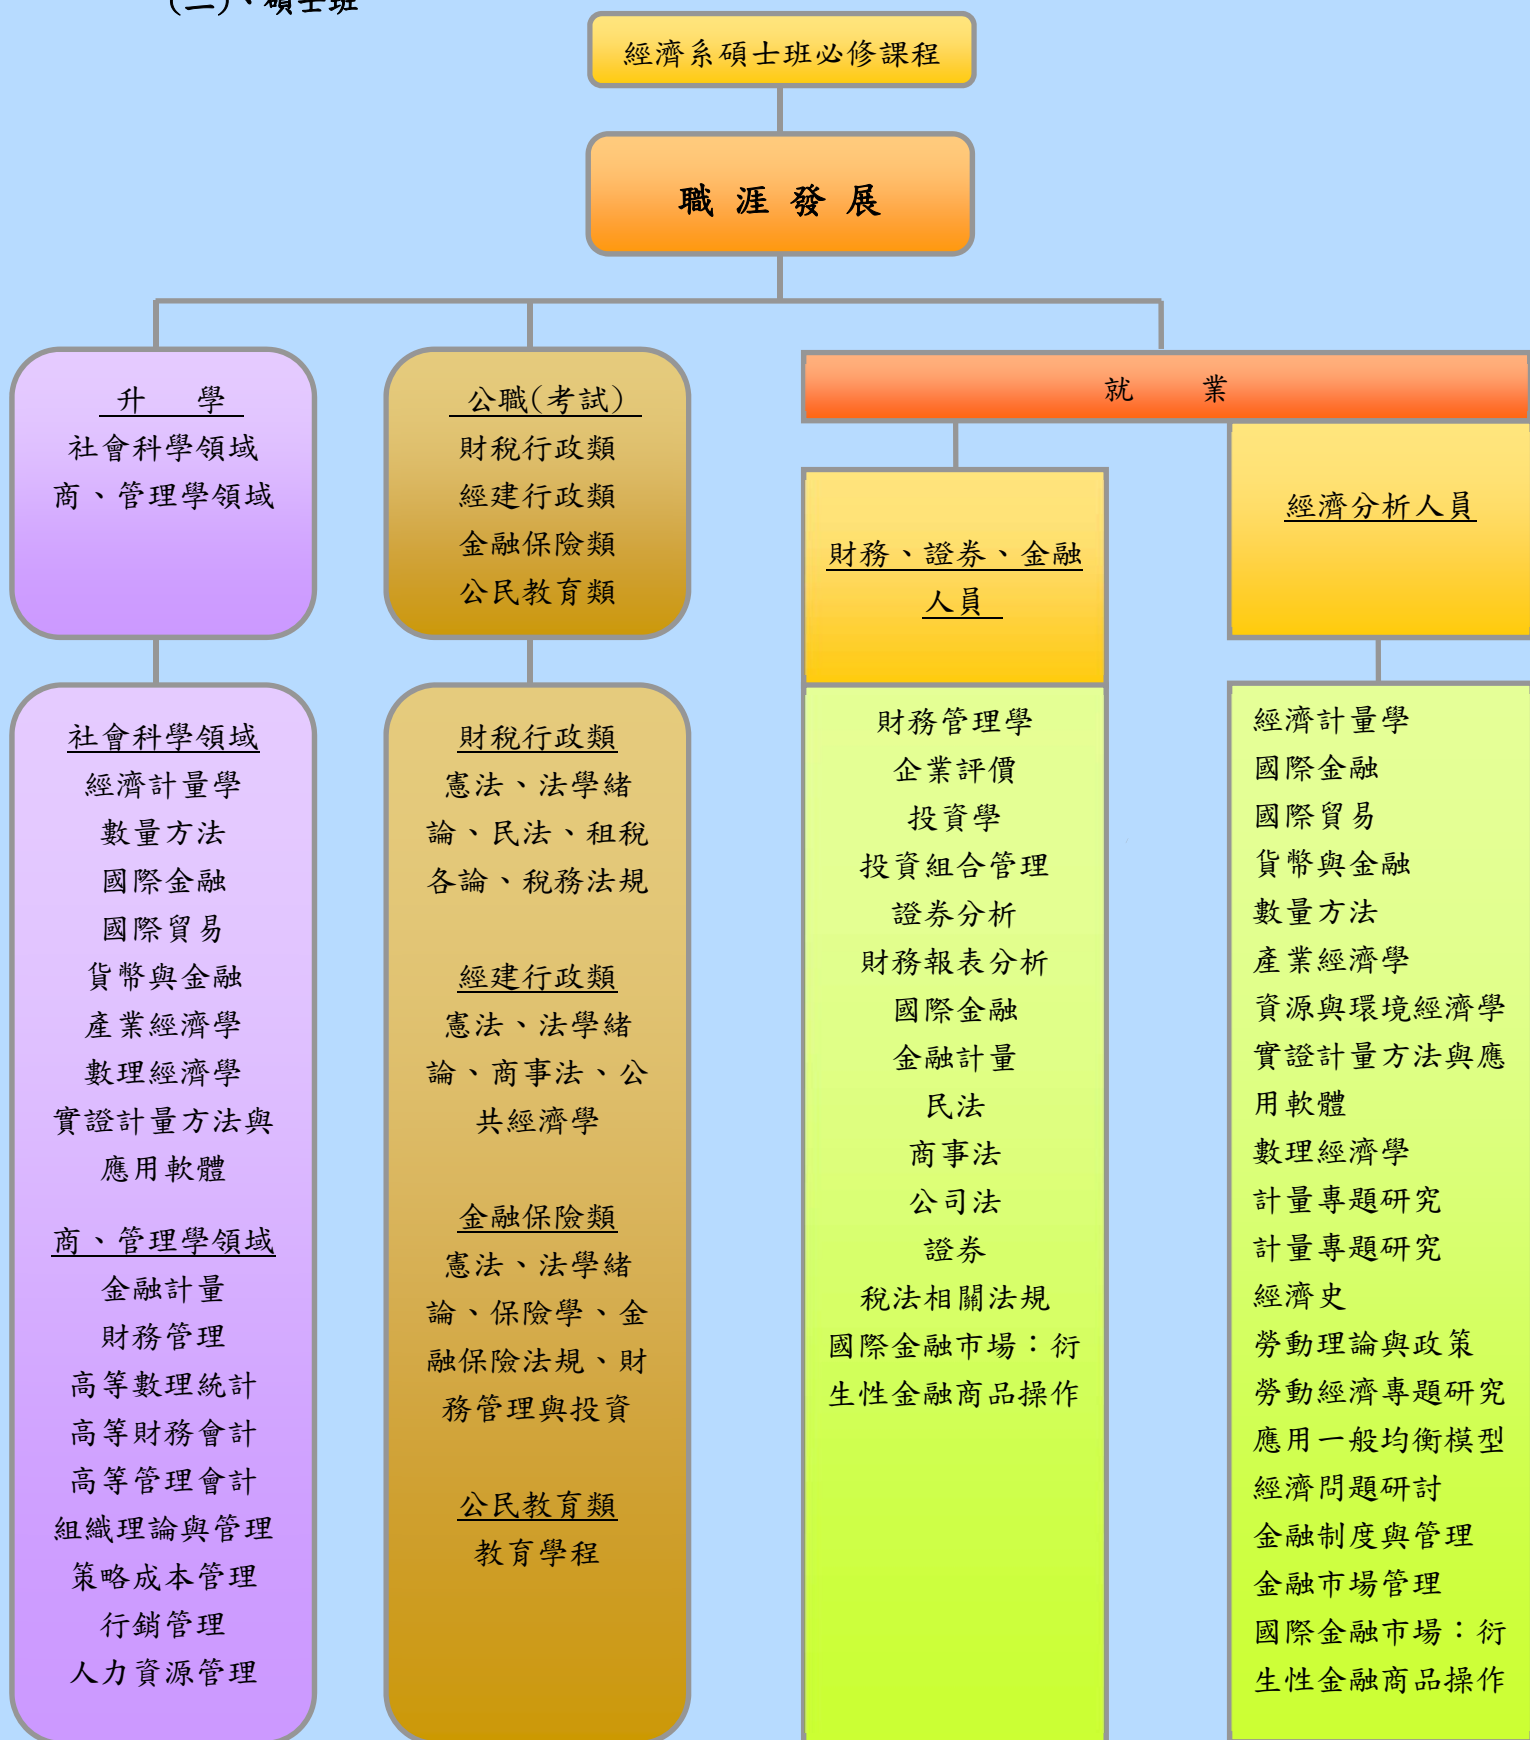 (二)、碩士班
經濟系碩士班必修課程
職 涯 發 展
升 學
社會科學領域
商、管理學領域
公職(考試)
財稅行政類
經建行政類
金融保險類
公民教育類
就 業
財務、證券、金融
人員
經濟分析人員
社會科學領域
經濟計量學
數量方法
國際金融
國際貿易
貨幣與金融
產業經濟學
數理經濟學
實證計量方法與
應用軟體
商、管理學領域
金融計量
財務管理
高等數理統計
高等財務會計
高等管理會計
組織理論與管理
策略成本管理
行銷管理
人力資源管理
財稅行政類
憲法、法學緒
論、民法、租稅
各論、稅務法規
經建行政類
憲法、法學緒
論、商事法、公
共經濟學
金融保險類
憲法、法學緒
論、保險學、金
融保險法規、財
務管理與投資
公民教育類
教育學程
財務管理學
企業評價
投資學
投資組合管理
證券分析
財務報表分析
國際金融
金融計量
民法
商事法
公司法
證券
稅法相關法規
國際金融市場：衍
生性金融商品操作
經濟計量學
國際金融
國際貿易
貨幣與金融
數量方法
產業經濟學
資源與環境經濟學
實證計量方法與應
用軟體
數理經濟學
計量專題研究
計量專題研究
經濟史
勞動理論與政策
勞動經濟專題研究
應用一般均衡模型
經濟問題研討
金融制度與管理
金融市場管理
國際金融市場：衍
生性金融商品操作